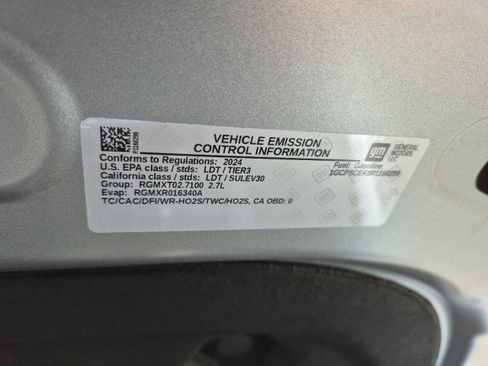 VEHICLE EMISSION
CONTROL INFORMATION
gm GENERAL MOTORS LLC
Conforms to Regulations: 2024
U.S. EPA class / stds: LDT / TIER3
California class / stds: LDT / SULEV30
Group: RGMXT02.7100 2.7L
Evap: RGMXR016340A
TC/CAC/DFI/WR-HO2S/TWC/HO2S, CA OBD: II
Fuel: Gasoline